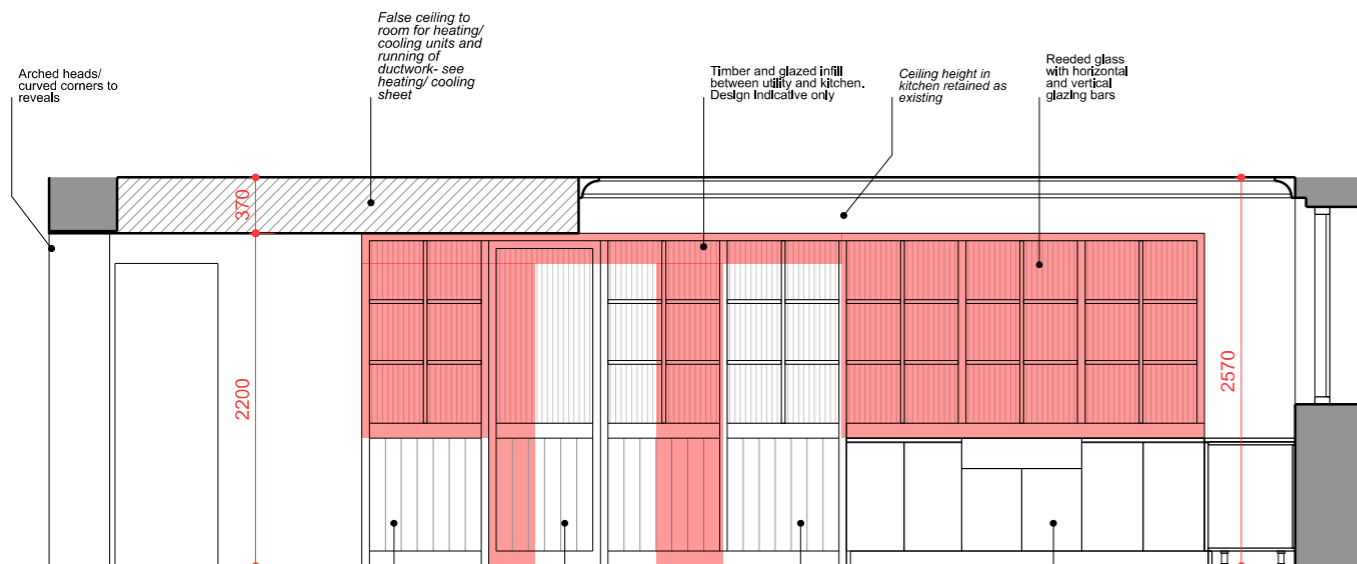 False ceiling to
room for heating/
cooling units and
running of
ductwork- see
heating/ cooling
sheet
Arched heads/
curved corners to
reveals
Timber and glazed infill
between utility and kitchen.
Design indicative only
Ceiling height in
kitchen retained as
existing
Reeded glass
with horizontal
and vertical
glazing bars
370
2200
2570